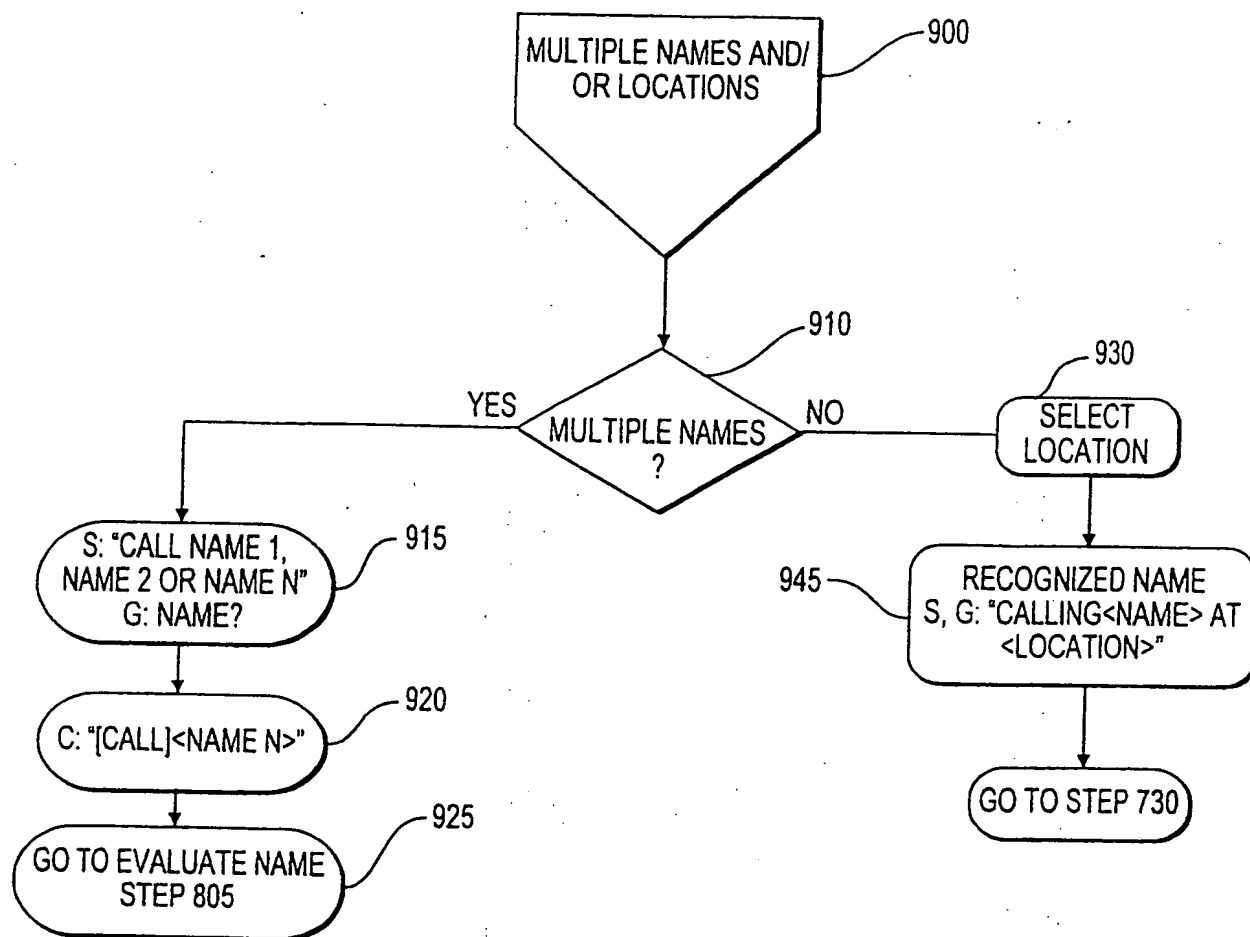 MULTIPLE NAMES AND/
OR LOCATIONS
900
910
MULTIPLE NAMES
?
YES
NO
930
SELECT
LOCATION
S: "CALL NAME 1,
NAME 2 OR NAME N"
G: NAME?
915
945
RECOGNIZED NAME
S, G: "CALLING<NAME> AT
<LOCATION>"
C: "[CALL]<NAME N>"
920
GO TO STEP 730
GO TO EVALUATE NAME
STEP 805
925